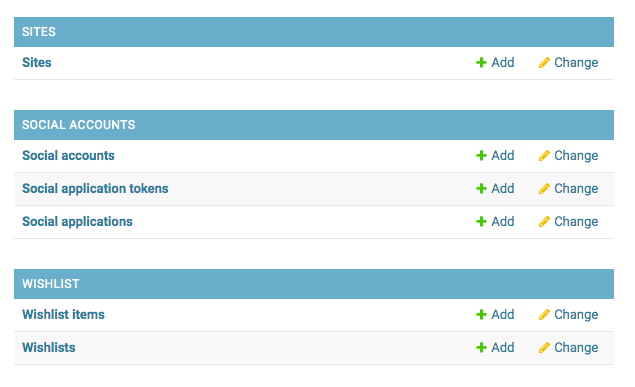 SITES
Sites Add Change
SOCIAL ACCOUNTS
Social accounts Add Change
Social application tokens Add Change
Social applications Add Change
WISHLIST
Wishlist items Add Change
Wishlists Add Change